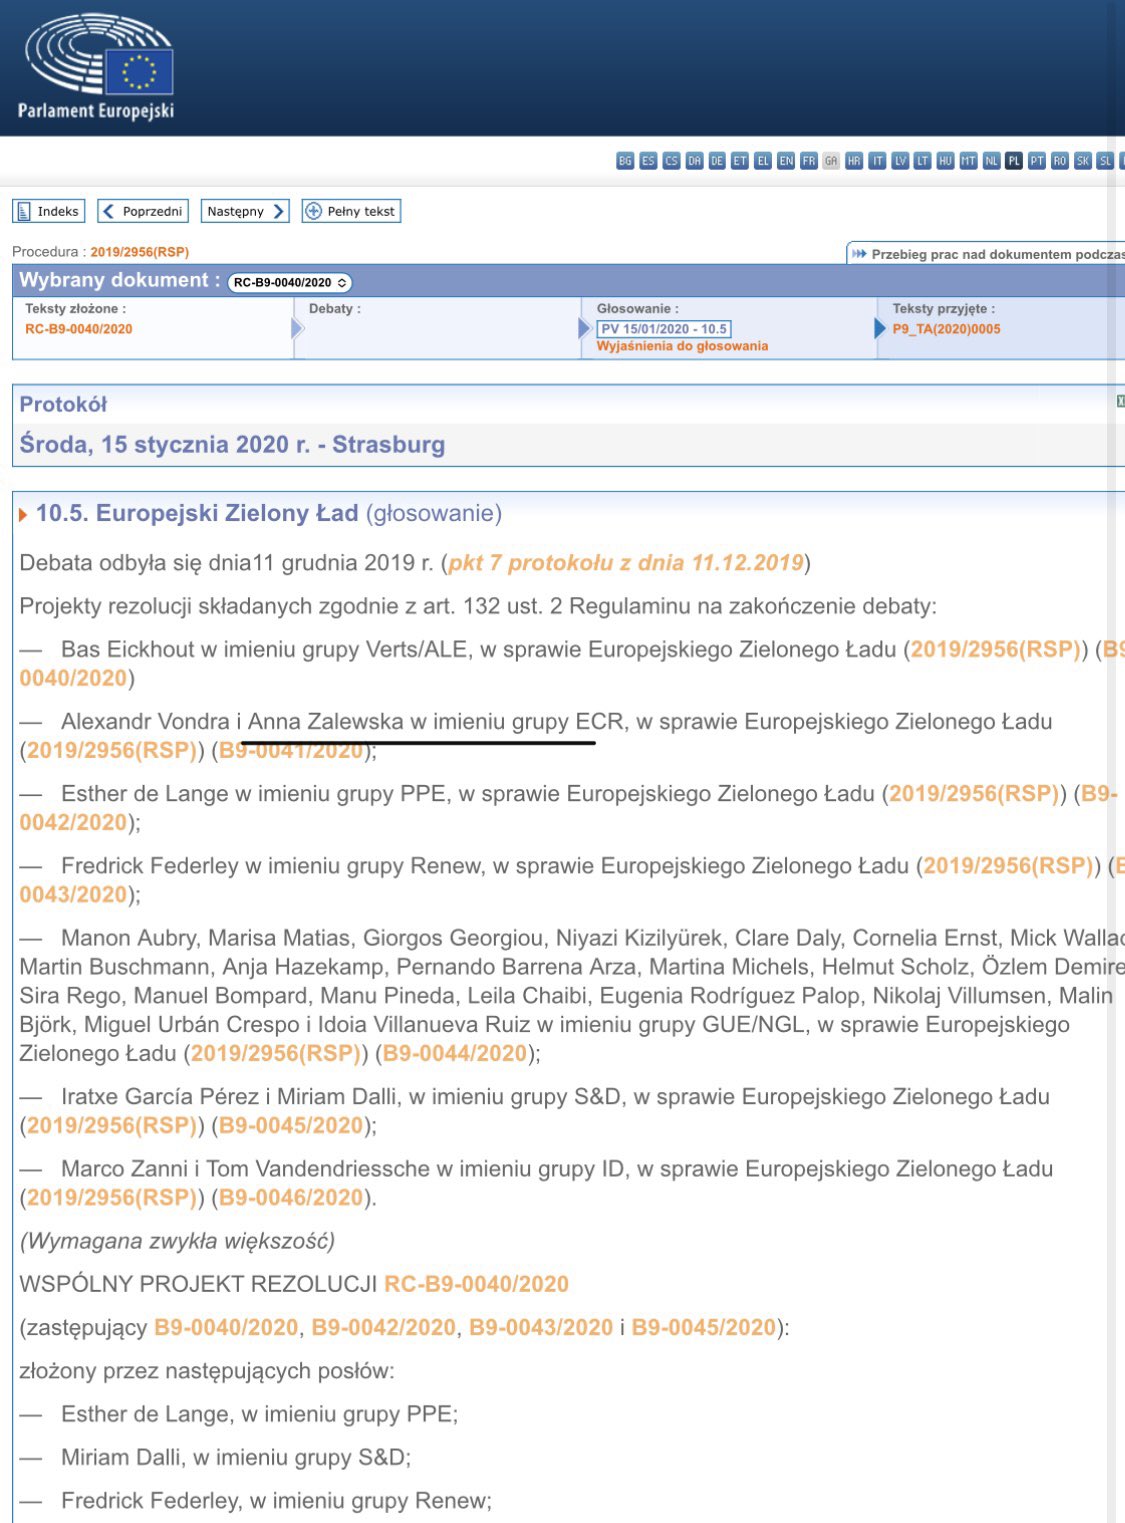 Parlament Europejski
BG ES CS DA DE ET EL EN FR GA HR IT LV LT HU MT NL PL PT RO SK SL
Indeks Poprzedni Następny Pełny tekst
Procedura : 2019/2956(RSP)
Przebieg prac nad dokumentem podczas
Wybrany dokument : RC-B9-0040/2020
Teksty złożone : Debaty : Głosowanie : Teksty przyjęte :
RC-B9-0040/2020 PV 15/01/2020 - 10.5 P9_TA(2020)0005
Wyjaśnienia do głosowania
Protokół
Środa, 15 stycznia 2020 r. - Strasburg
10.5. Europejski Zielony Ład (głosowanie)
Debata odbyła się dnia11 grudnia 2019 r. (pkt 7 protokołu z dnia 11.12.2019)
Projekty rezolucji składanych zgodnie z art. 132 ust. 2 Regulaminu na zakończenie debaty:
— Bas Eickhout w imieniu grupy Verts/ALE, w sprawie Europejskiego Zielonego Ładu (2019/2956(RSP)) (B9
0040/2020)
— Alexandr Vondra i Anna Zalewska w imieniu grupy ECR, w sprawie Europejskiego Zielonego Ładu
(2019/2956(RSP)) (B9-0041/2020);
— Esther de Lange w imieniu grupy PPE, w sprawie Europejskiego Zielonego Ładu (2019/2956(RSP)) (B9-
0042/2020);
— Fredrick Federley w imieniu grupy Renew, w sprawie Europejskiego Zielonego Ładu (2019/2956(RSP)) (B
0043/2020);
— Manon Aubry, Marisa Matias, Giorgos Georgiou, Niyazi Kizilyürek, Clare Daly, Cornelia Ernst, Mick Wallac
Martin Buschmann, Anja Hazekamp, Pernando Barrena Arza, Martina Michels, Helmut Scholz, Özlem Demire
Sira Rego, Manuel Bompard, Manu Pineda, Leila Chaibi, Eugenia Rodríguez Palop, Nikolaj Villumsen, Malin
Björk, Miguel Urbán Crespo i Idoia Villanueva Ruiz w imieniu grupy GUE/NGL, w sprawie Europejskiego
Zielonego Ładu (2019/2956(RSP)) (B9-0044/2020);
— Iratxe García Pérez i Miriam Dalli, w imieniu grupy S&D, w sprawie Europejskiego Zielonego Ładu
(2019/2956(RSP)) (B9-0045/2020);
— Marco Zanni i Tom Vandendriessche w imieniu grupy ID, w sprawie Europejskiego Zielonego Ładu
(2019/2956(RSP)) (B9-0046/2020).
(Wymagana zwykła większość)
WSPÓLNY PROJEKT REZOLUCJI RC-B9-0040/2020
(zastępujący B9-0040/2020, B9-0042/2020, B9-0043/2020 i B9-0045/2020):
złożony przez następujących posłów:
— Esther de Lange, w imieniu grupy PPE;
— Miriam Dalli, w imieniu grupy S&D;
— Fredrick Federley, w imieniu grupy Renew;